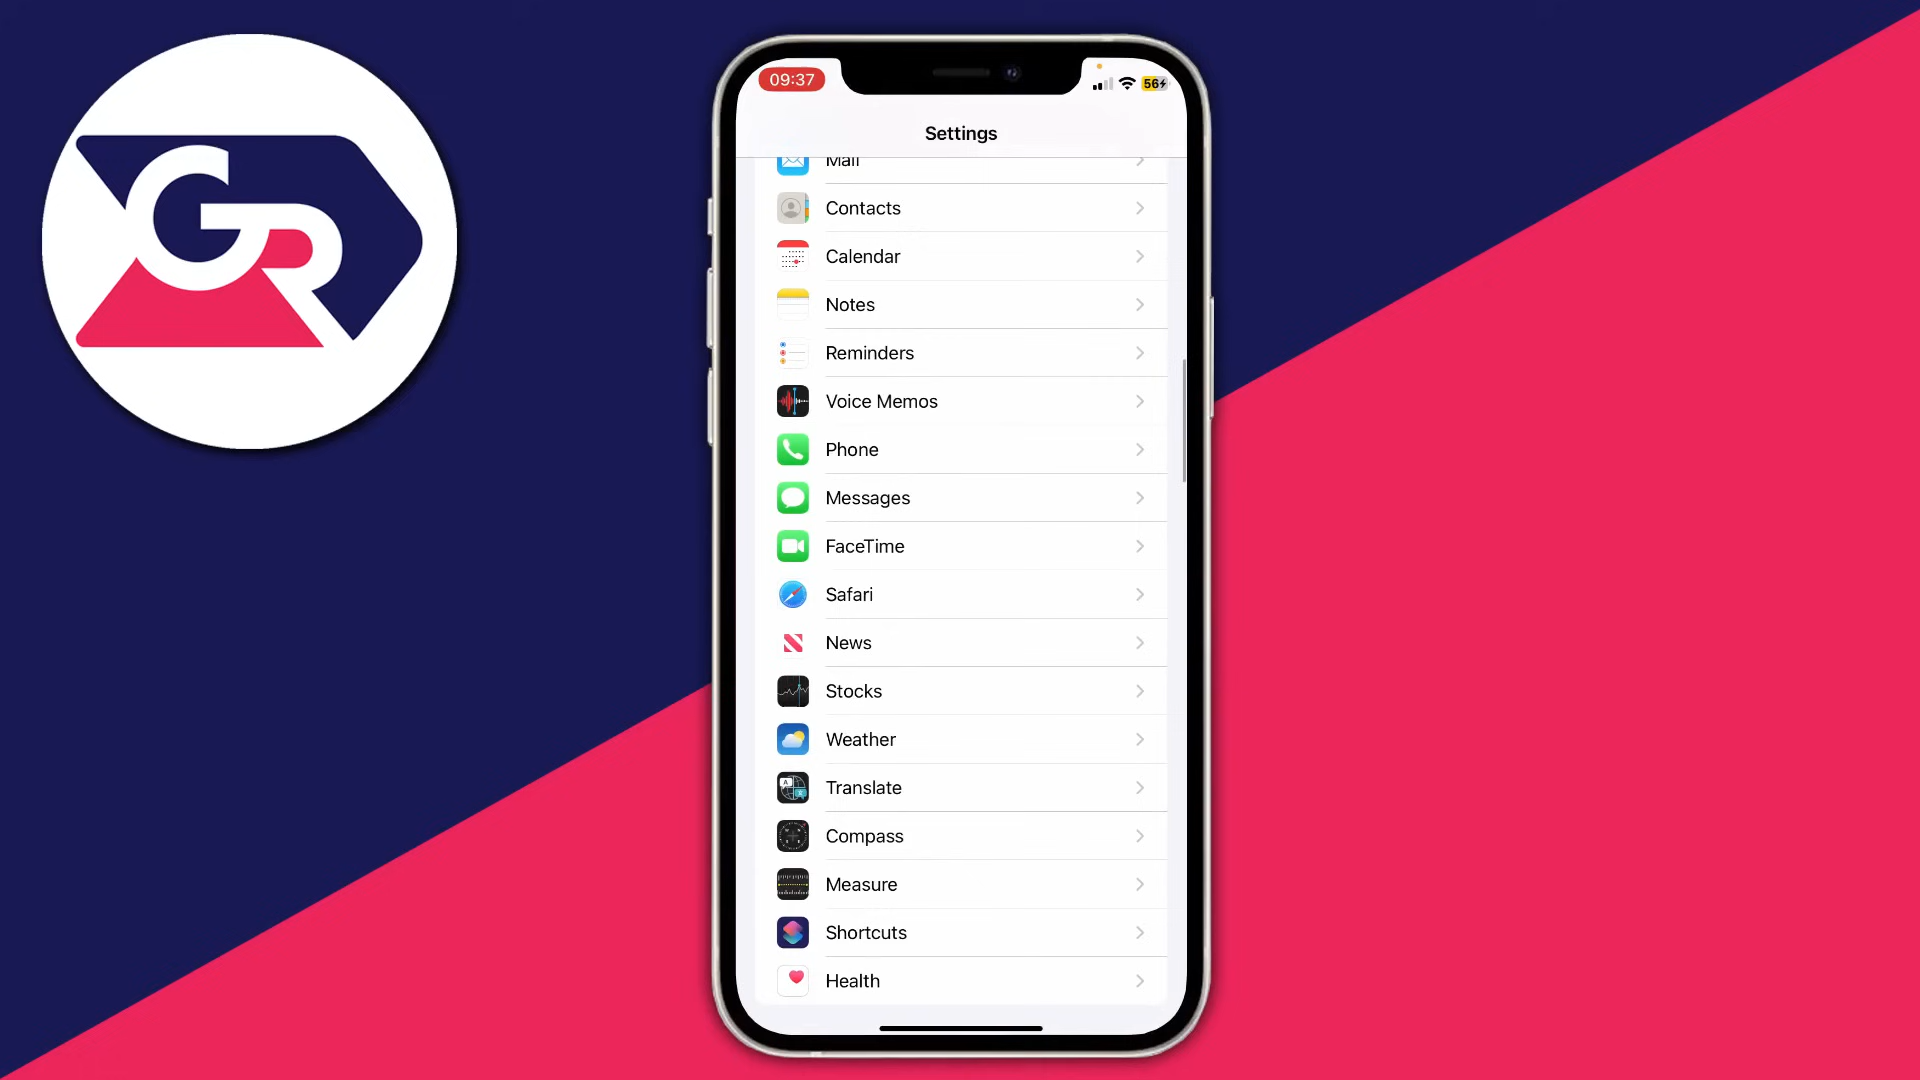 GR
09:37
56
Settings
Mail
Contacts
Calendar
Notes
Reminders
Voice Memos
Phone
Messages
FaceTime
Safari
News
Stocks
Weather
Translate
Compass
Measure
Shortcuts
Health